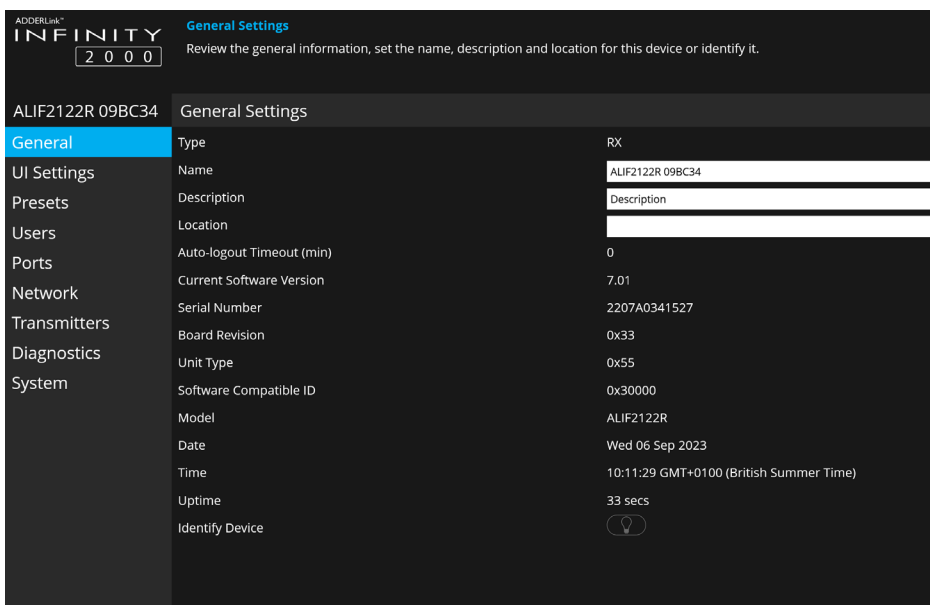 ADDERLink™
INFINITY
2000
General Settings
Review the general information, set the name, description and location for this device or identify it.
ALIF2122R 09BC34
General
UI Settings
Presets
Users
Ports
Network
Transmitters
Diagnostics
System
General Settings
Type RX
Name ALIF2122R 09BC34
Description Description
Location
Auto-logout Timeout (min) 0
Current Software Version 7.01
Serial Number 2207A0341527
Board Revision 0x33
Unit Type 0x55
Software Compatible ID 0x30000
Model ALIF2122R
Date Wed 06 Sep 2023
Time 10:11:29 GMT+0100 (British Summer Time)
Uptime 33 secs
Identify Device